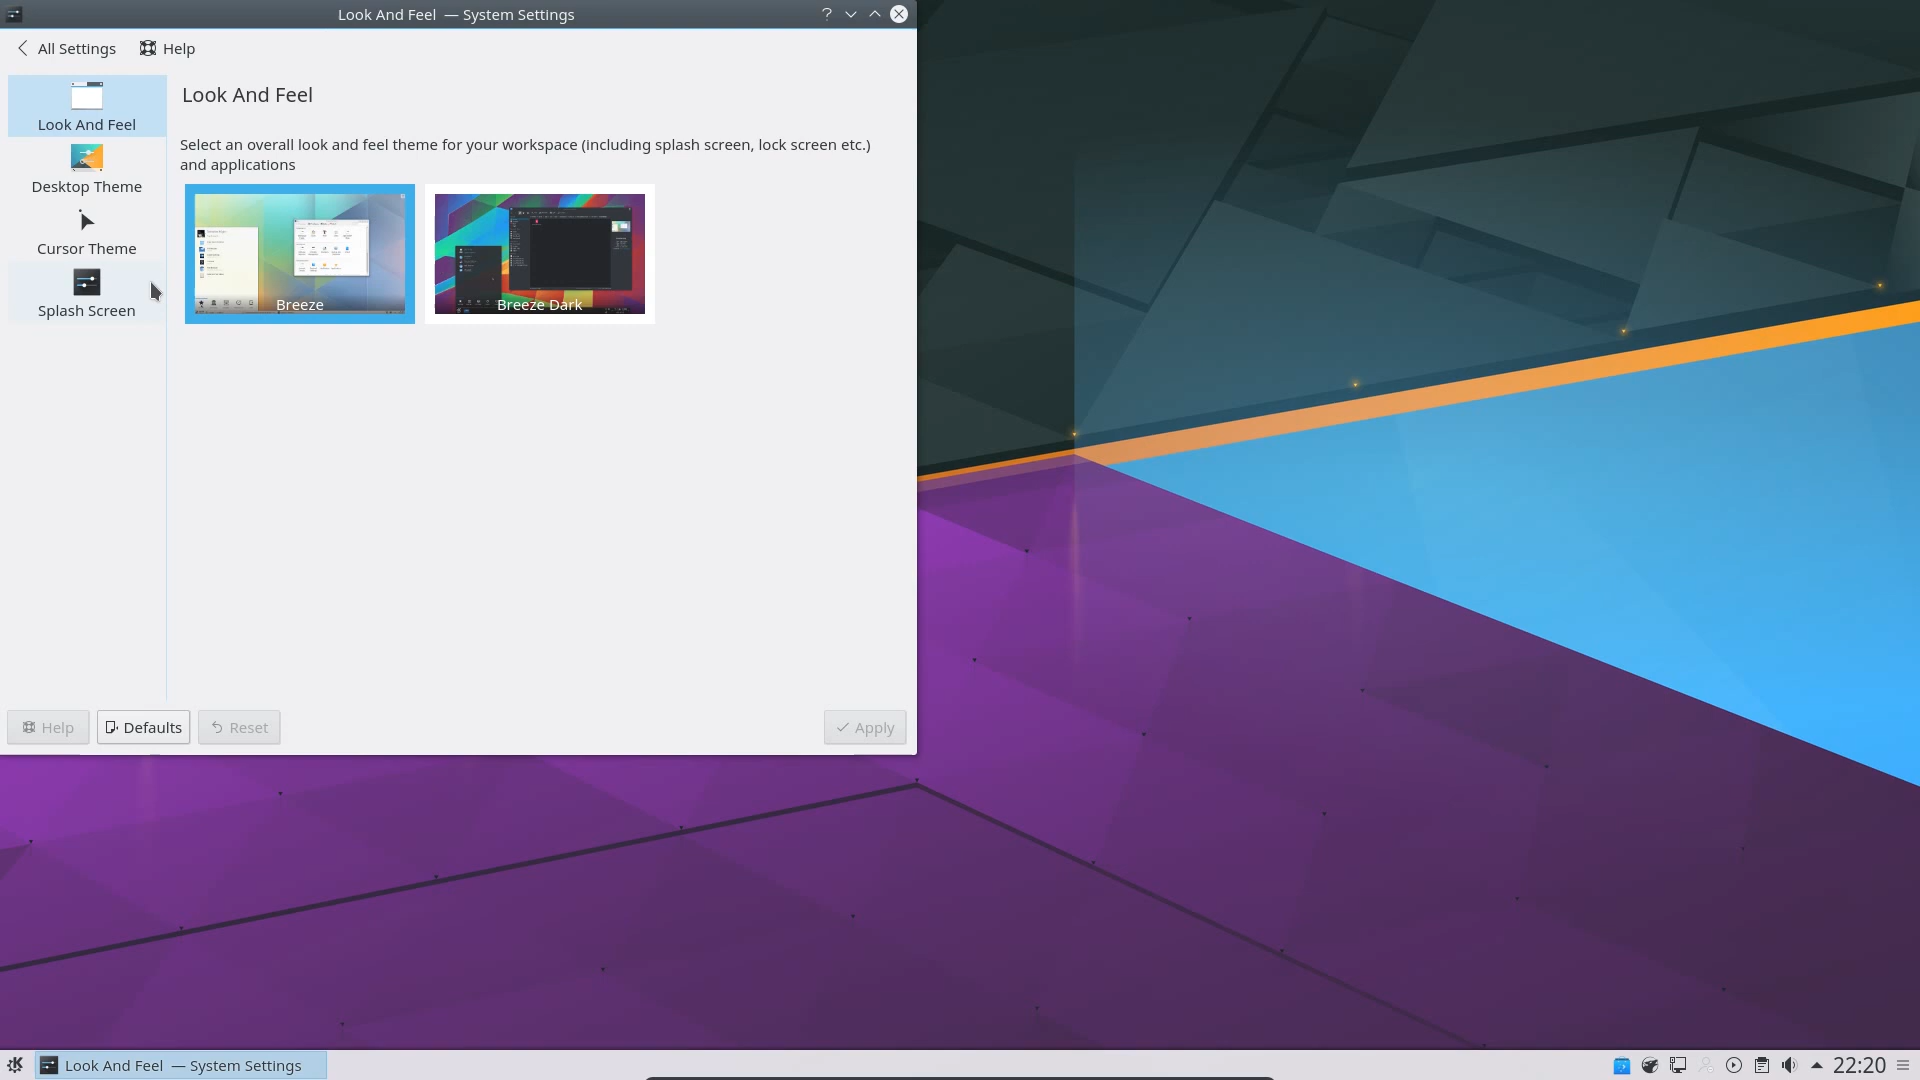 Look And Feel — System Settings
All Settings
Help
Look And Feel
Desktop Theme
Cursor Theme
Splash Screen
Look And Feel
Select an overall look and feel theme for your workspace (including splash screen, lock screen etc.)
and applications
Breeze
Breeze Dark
Help
Defaults
Reset
Apply
Look And Feel — System Settings
22:20